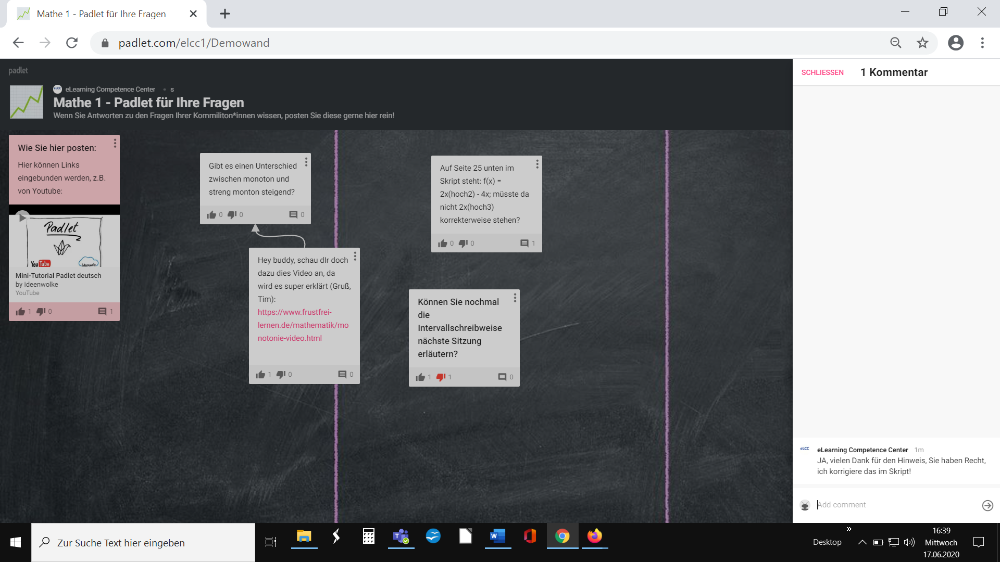 Mathe 1 - Padlet für Ihre Fragen
padlet.com/elcc1/Demowand
padlet
eLCC eLearning Competence Center • s
Mathe 1 - Padlet für Ihre Fragen
Wenn Sie Antworten zu den Fragen Ihrer Kommiliton*innen wissen, posten Sie diese gerne hier rein!
Wie Sie hier posten:
Hier können Links
eingebunden werden, z.B.
von Youtube:
Padlet
YouTube
Ideenwolke
Mini-Tutorial Padlet deutsch
by ideenwolke
YouTube
1 0 1
Gibt es einen Unterschied
zwischen monoton und
streng monton steigend?
0 0 0
Hey buddy, schau dIr doch
dazu dies Video an, da
wird es super erklärt (Gruß,
Tim):
https://www.frustfrei-
lernen.de/mathematik/mo
notonie-video.html
1 0 0
Auf Seite 25 unten im
Skript steht: f(x) =
2x(hoch2) - 4x; müsste da
nicht 2x(hoch3)
korrekterweise stehen?
0 0 1
Können Sie nochmal
die
Intervallschreibweise
nächste Sitzung
erläutern?
1 1 0
SCHLIESSEN 1 Kommentar
eLCC eLearning Competence Center 1m
JA, vielen Dank für den Hinweis, Sie haben Recht,
ich korrigiere das im Skript!
Add comment
Zur Suche Text hier eingeben
Desktop
16:39
Mittwoch
17.06.2020